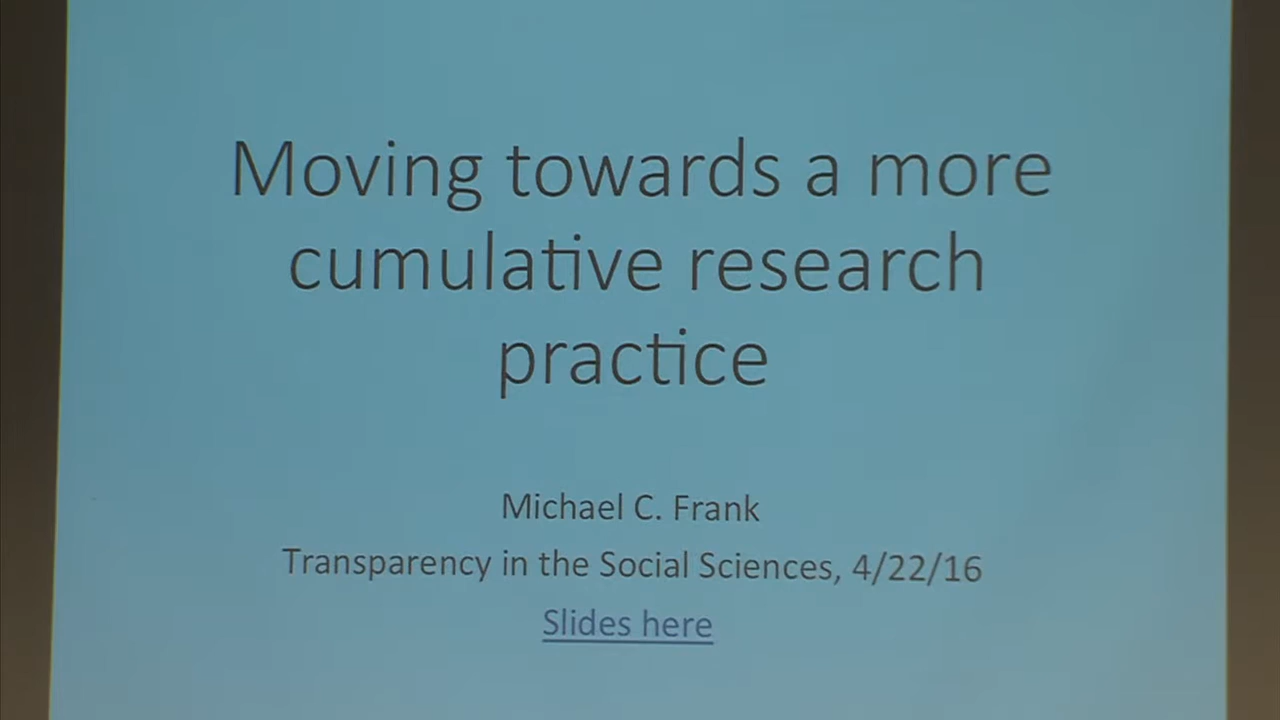 Moving towards a more
cumulative research
practice
Michael C. Frank
Transparency in the Social Sciences, 4/22/16
Slides here